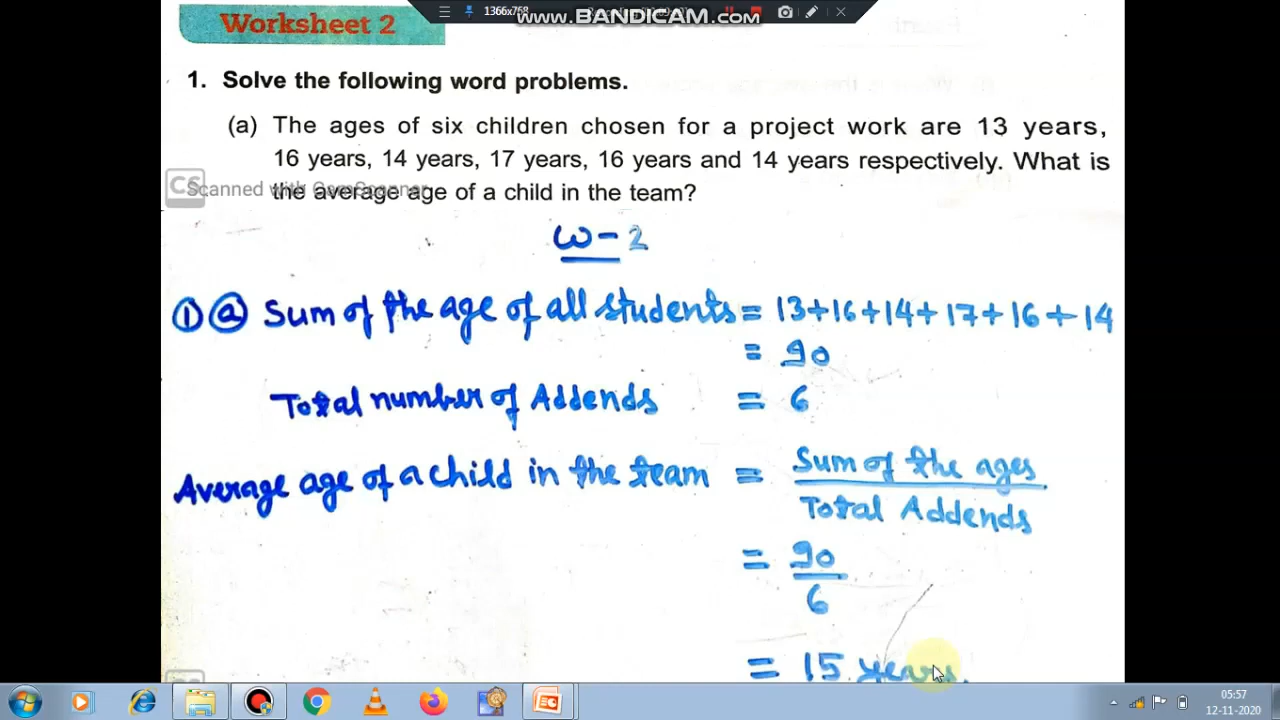 1366x768
www.BANDICAM.com
Worksheet 2
1. Solve the following word problems.
(a) The ages of six children chosen for a project work are 13 years,
16 years, 14 years, 17 years, 16 years and 14 years respectively. What is
the average age of a child in the team?
CS Scanned with CamScanner
W-2
① ⓐ Sum of the age of all students = 13+16+14+17+16+14
= 90
Total number of Addends = 6
Average age of a child in the team = Sum of the ages
Total Addends
= 90
6
= 15 years.
05:57
12-11-2020